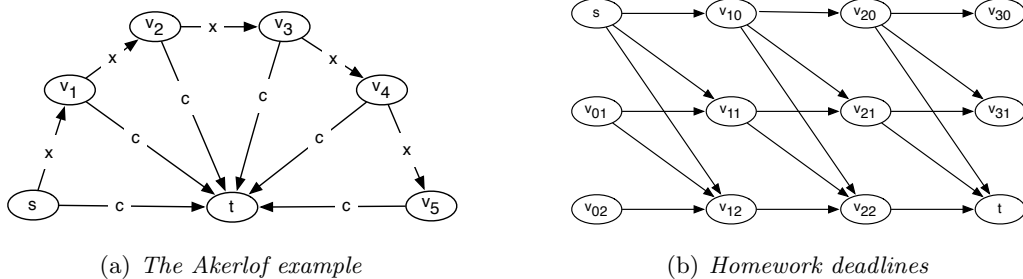 v2 x v3
x x
v1 v4
c c c c
x x
s c t c v5
(a) The Akerlof example
s v10 v20 v30
v01 v11 v21 v31
v02 v12 v22 t
(b) Homework deadlines